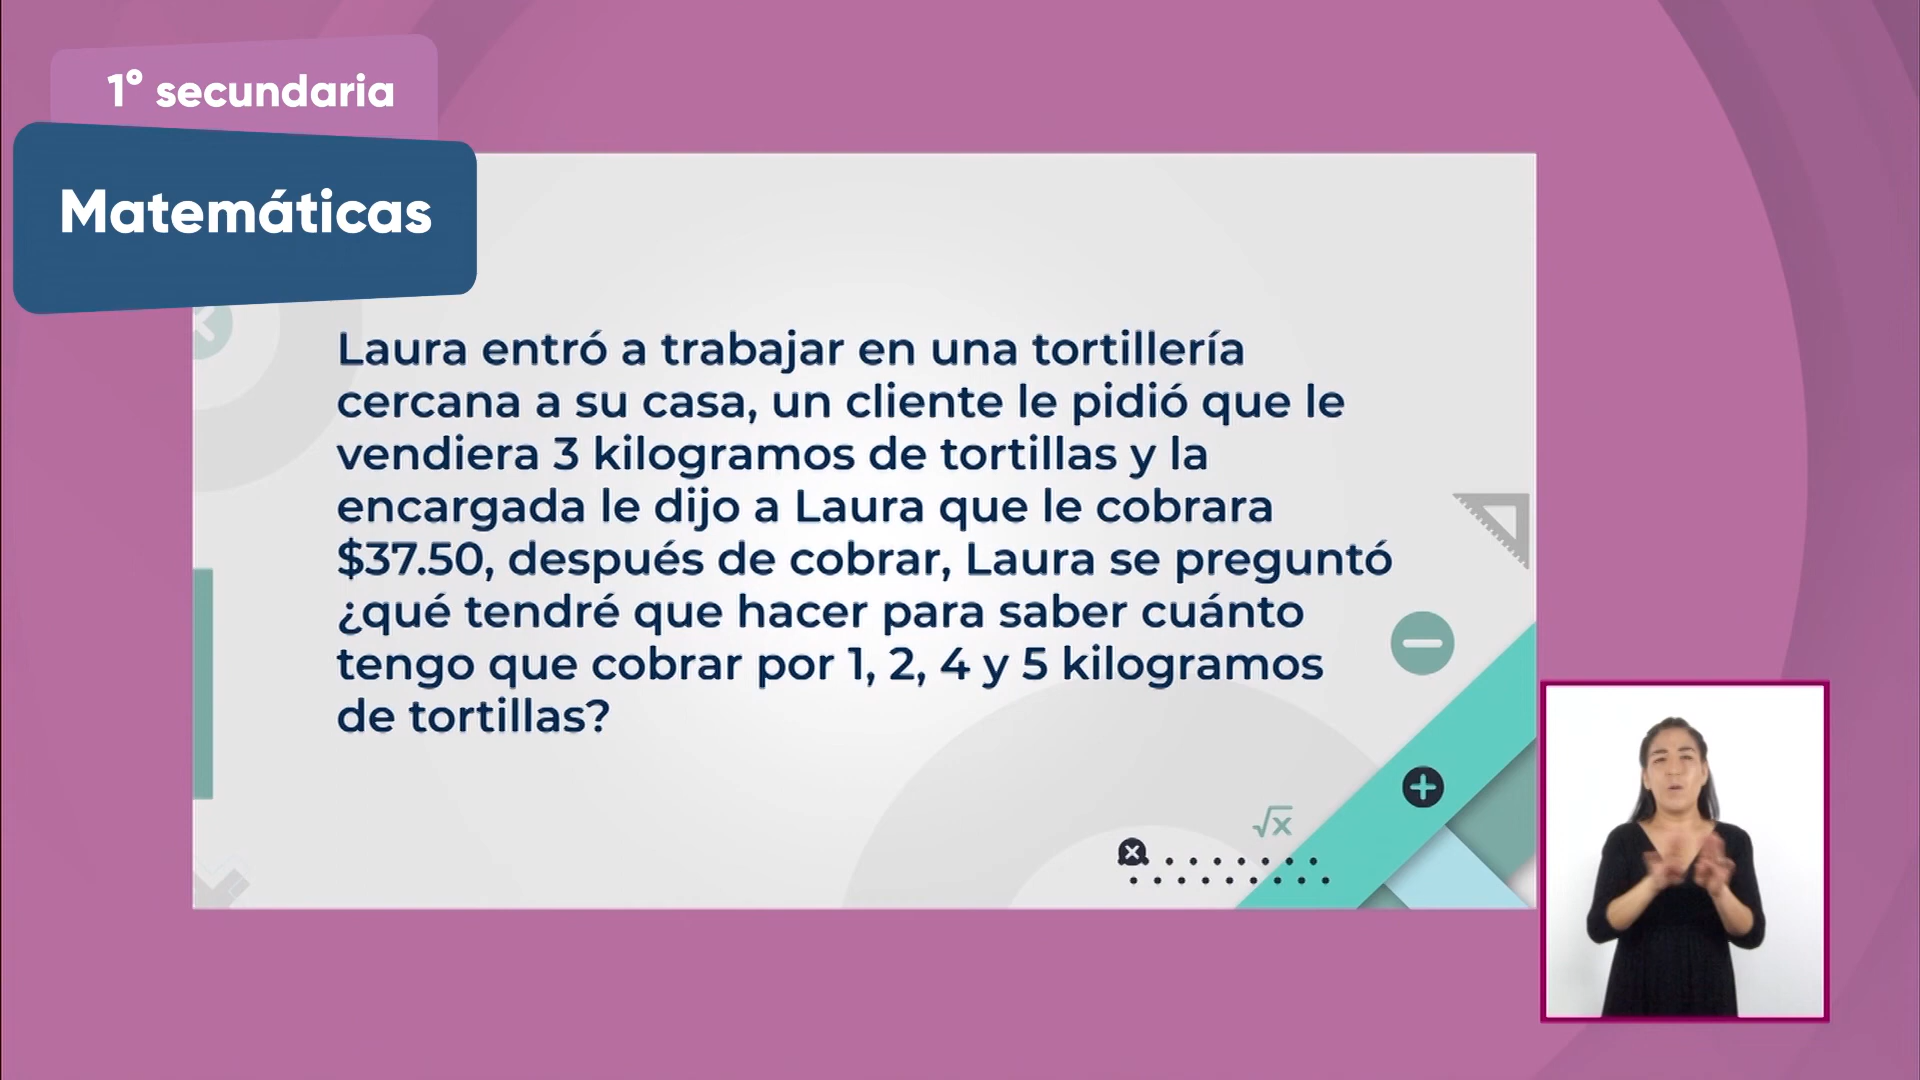 1° secundaria
Matemáticas
Laura entró a trabajar en una tortillería
cercana a su casa, un cliente le pidió que le
vendiera 3 kilogramos de tortillas y la
encargada le dijo a Laura que le cobrara
$37.50, después de cobrar, Laura se preguntó
¿qué tendré que hacer para saber cuánto
tengo que cobrar por 1, 2, 4 y 5 kilogramos
de tortillas?
√x